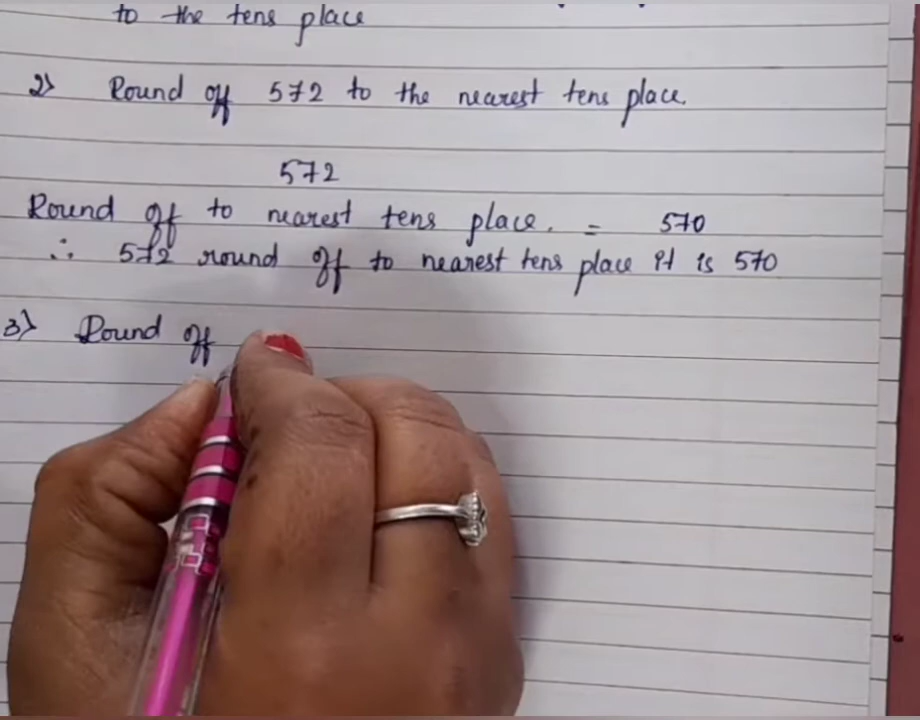 to the tens place
2) Round off 572 to the nearest tens place.
572
Round off to nearest tens place. = 570
∴ 572 round off to nearest tens place it is 570
3) Round off